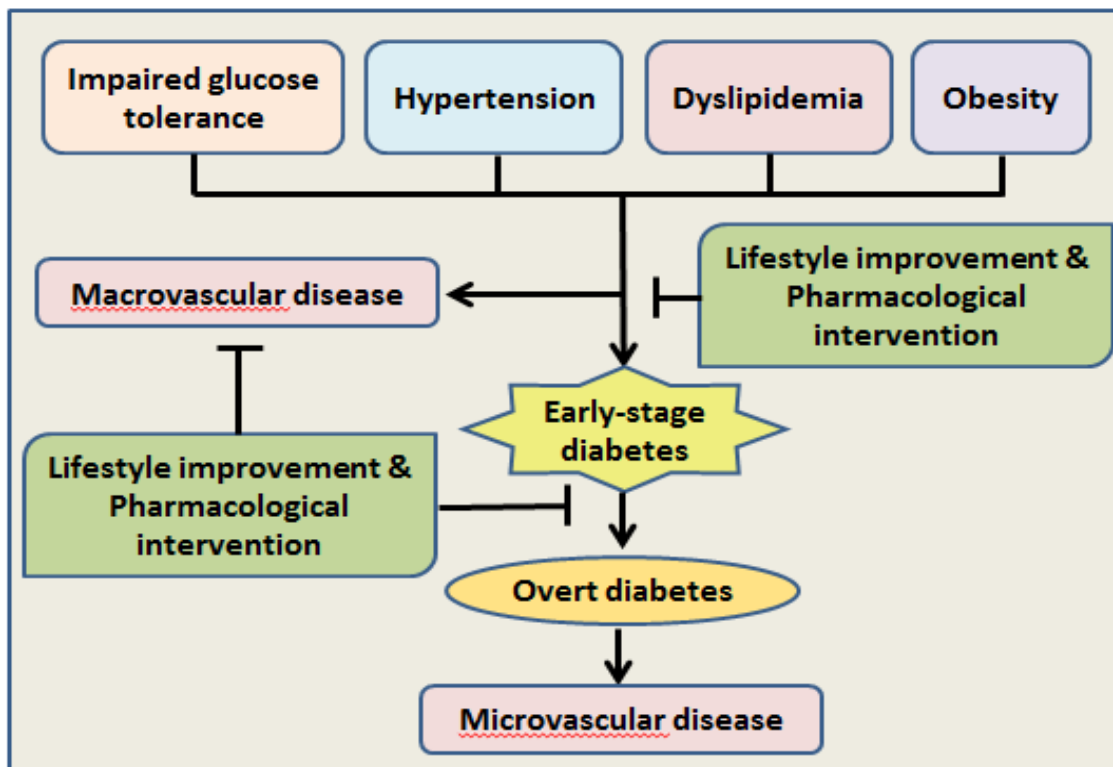 Impaired glucose
tolerance
Hypertension
Dyslipidemia
Obesity
Lifestyle improvement &
Pharmacological
intervention
Macrovascular disease
Early-stage
diabetes
Lifestyle improvement &
Pharmacological
intervention
Overt diabetes
Microvascular disease